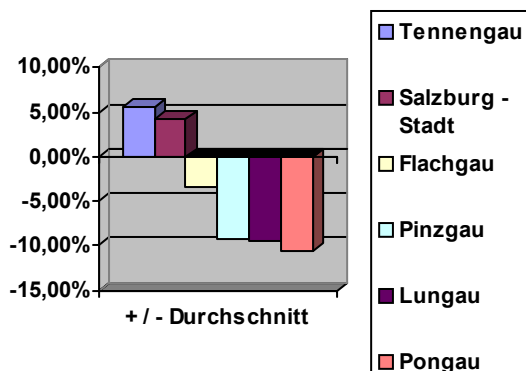 10,00%
5,00%
0,00%
-5,00%
-10,00%
-15,00%
+ / - Durchschnitt
Tennengau
Salzburg -
Stadt
Flachgau
Pinzgau
Lungau
Pongau